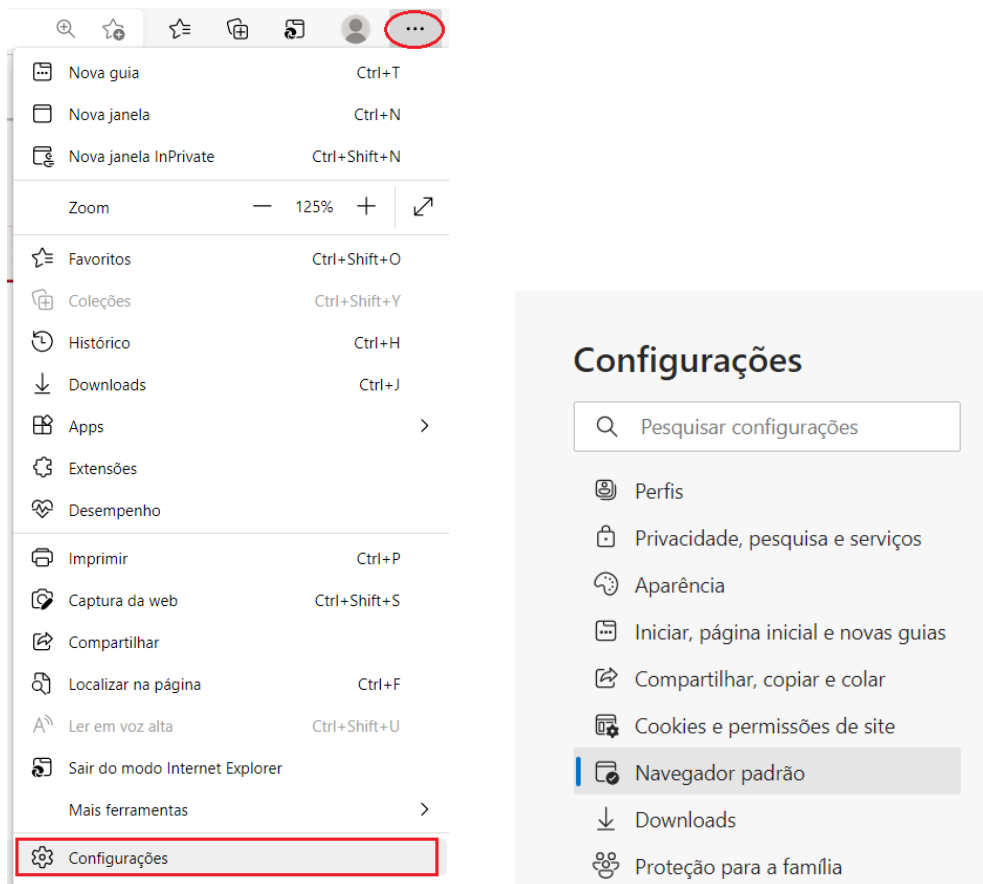 Nova guia Ctrl+T
Nova janela Ctrl+N
Nova janela InPrivate Ctrl+Shift+N
Zoom 125%
Favoritos Ctrl+Shift+O
Coleções Ctrl+Shift+Y
Histórico Ctrl+H
Downloads Ctrl+J
Apps
Extensões
Desempenho
Imprimir Ctrl+P
Captura da web Ctrl+Shift+S
Compartilhar
Localizar na página Ctrl+F
Ler em voz alta Ctrl+Shift+U
Sair do modo Internet Explorer
Mais ferramentas
Configurações
Configurações
Pesquisar configurações
Perfis
Privacidade, pesquisa e serviços
Aparência
Iniciar, página inicial e novas guias
Compartilhar, copiar e colar
Cookies e permissões de site
Navegador padrão
Downloads
Proteção para a família